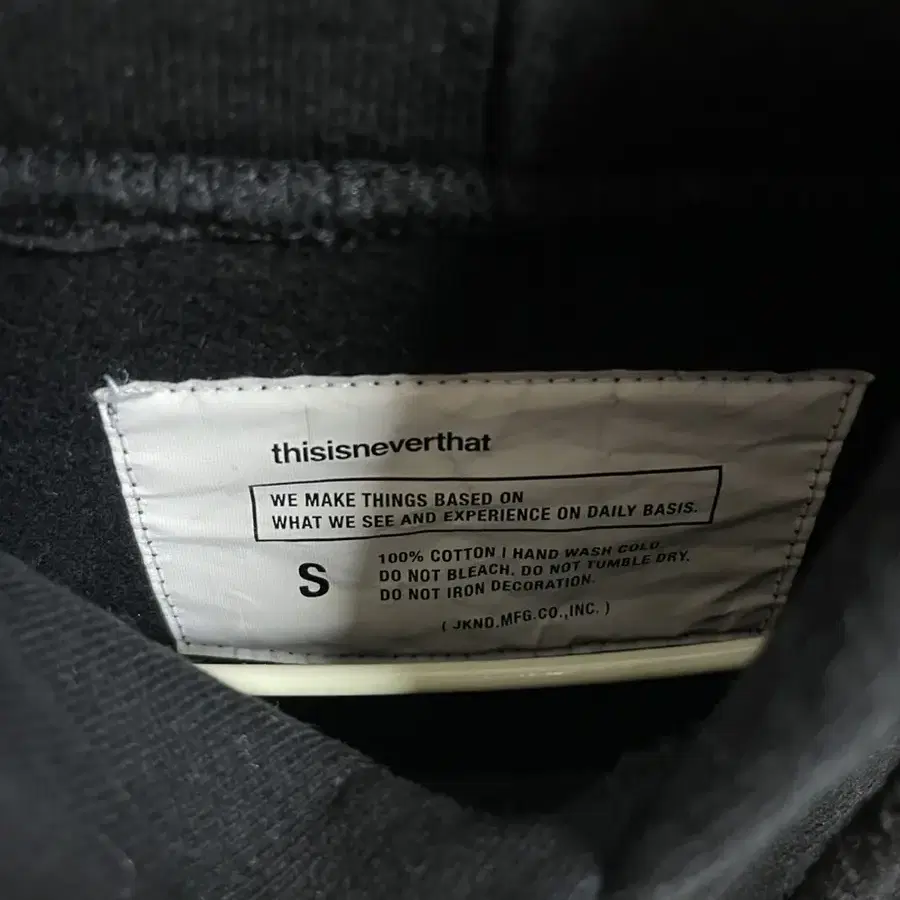 thisisneverthat
WE MAKE THINGS BASED ON
WHAT WE SEE AND EXPERIENCE ON DAILY BASIS.
S
100% COTTON | HAND WASH COLD.
DO NOT BLEACH. DO NOT TUMBLE DRY.
DO NOT IRON DECORATION.
( JKND.MFG.CO.,INC. )